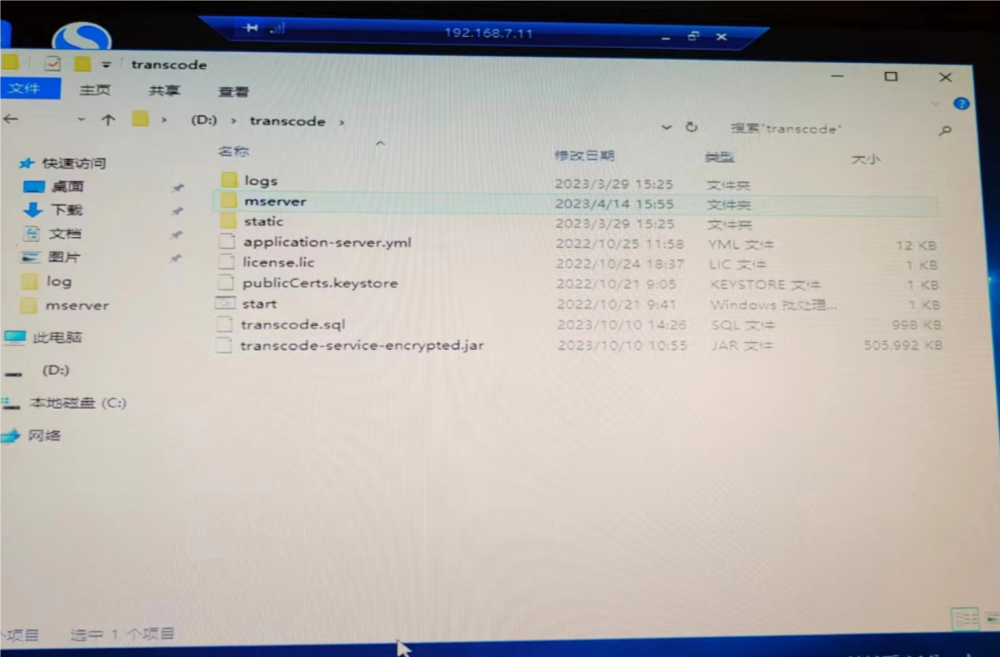 192.168.7.11
transcode
文件 主页 共享 查看
(D:) › transcode › 搜索"transcode"
名称 修改日期 类型 大小
快速访问
桌面
下载
文档
图片
log
mserver
此电脑
(D:)
本地磁盘 (C:)
网络
logs 2023/3/29 15:25 文件夹
mserver 2023/4/14 15:55 文件夹
static 2023/3/29 15:25 文件夹
application-server.yml 2022/10/25 11:58 YML 文件 12 KB
license.lic 2022/10/24 18:37 LIC 文件 1 KB
publicCerts.keystore 2022/10/21 9:05 KEYSTORE 文件 1 KB
start 2022/10/21 9:41 Windows 批处理... 1 KB
transcode.sql 2023/10/10 14:26 SQL 文件 998 KB
transcode-service-encrypted.jar 2023/10/10 10:55 JAR 文件 505,992 KB
个项目 选中 1 个项目